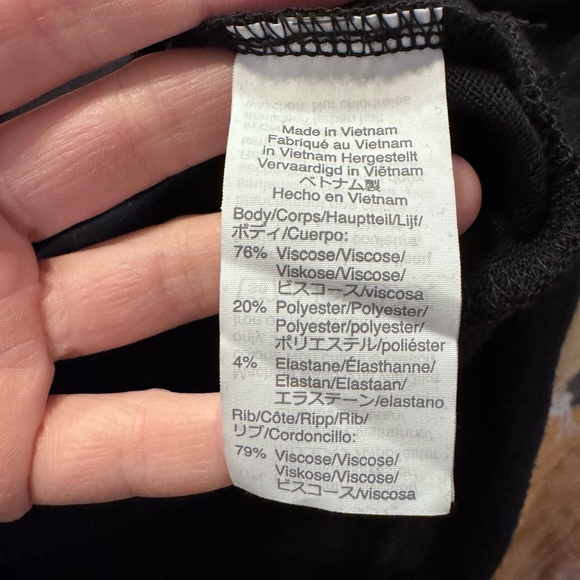 Made in Vietnam
Fabriqué au Vietnam
in Vietnam Hergestellt
Vervaardigd in Viëtnam
ベトナム製
Hecho en Vietnam
Body/Corps/Hauptteil/Lijf/
ボディ/Cuerpo:
76% Viscose/Viscose/
Viskose/Viscose/
ビスコース/viscosa
20% Polyester/Polyester/
Polyester/polyester/
ポリエステル/poliéster
4% Elastane/Élasthanne/
Elastan/Elastaan/
エラステーン/elastano
Rib/Côte/Ripp/Rib/
リブ/Cordoncillo:
79% Viscose/Viscose/
Viskose/Viscose/
ビスコース/viscosa